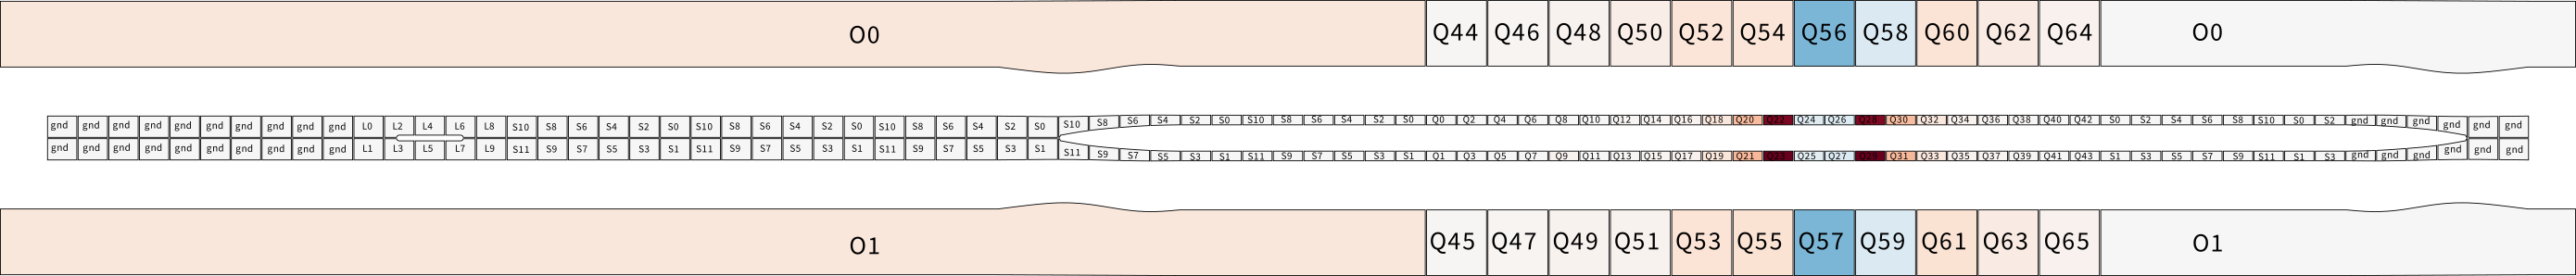 O0 Q44 Q46 Q48 Q50 Q52 Q54 Q56 Q58 Q60 Q62 Q64 O0
gnd gnd gnd gnd gnd gnd gnd gnd gnd gnd L0 L2 L4 L6 L8 S10 S8 S6 S4 S2 S0 S10 S8 S6 S4 S2 S0 S10 S8 S6 S4 S2 S0 S10 S8 S6 S4 S2 S0 S10 S8 S6 S4 S2 S0 Q0 Q2 Q4 Q6 Q8 Q10 Q12 Q14 Q16 Q18 Q20 Q22 Q24 Q26 Q28 Q30 Q32 Q34 Q36 Q38 Q40 Q42 S0 S2 S4 S6 S8 S10 S0 S2 gnd gnd gnd gnd gnd gnd
gnd gnd gnd gnd gnd gnd gnd gnd gnd gnd L1 L3 L5 L7 L9 S11 S9 S7 S5 S3 S1 S11 S9 S7 S5 S3 S1 S11 S9 S7 S5 S3 S1 S11 S9 S7 S5 S3 S1 S11 S9 S7 S5 S3 S1 Q1 Q3 Q5 Q7 Q9 Q11 Q13 Q15 Q17 Q19 Q21 Q23 Q25 Q27 Q29 Q31 Q33 Q35 Q37 Q39 Q41 Q43 S1 S3 S5 S7 S9 S11 S1 S3 gnd gnd gnd gnd gnd gnd
O1 Q45 Q47 Q49 Q51 Q53 Q55 Q57 Q59 Q61 Q63 Q65 O1